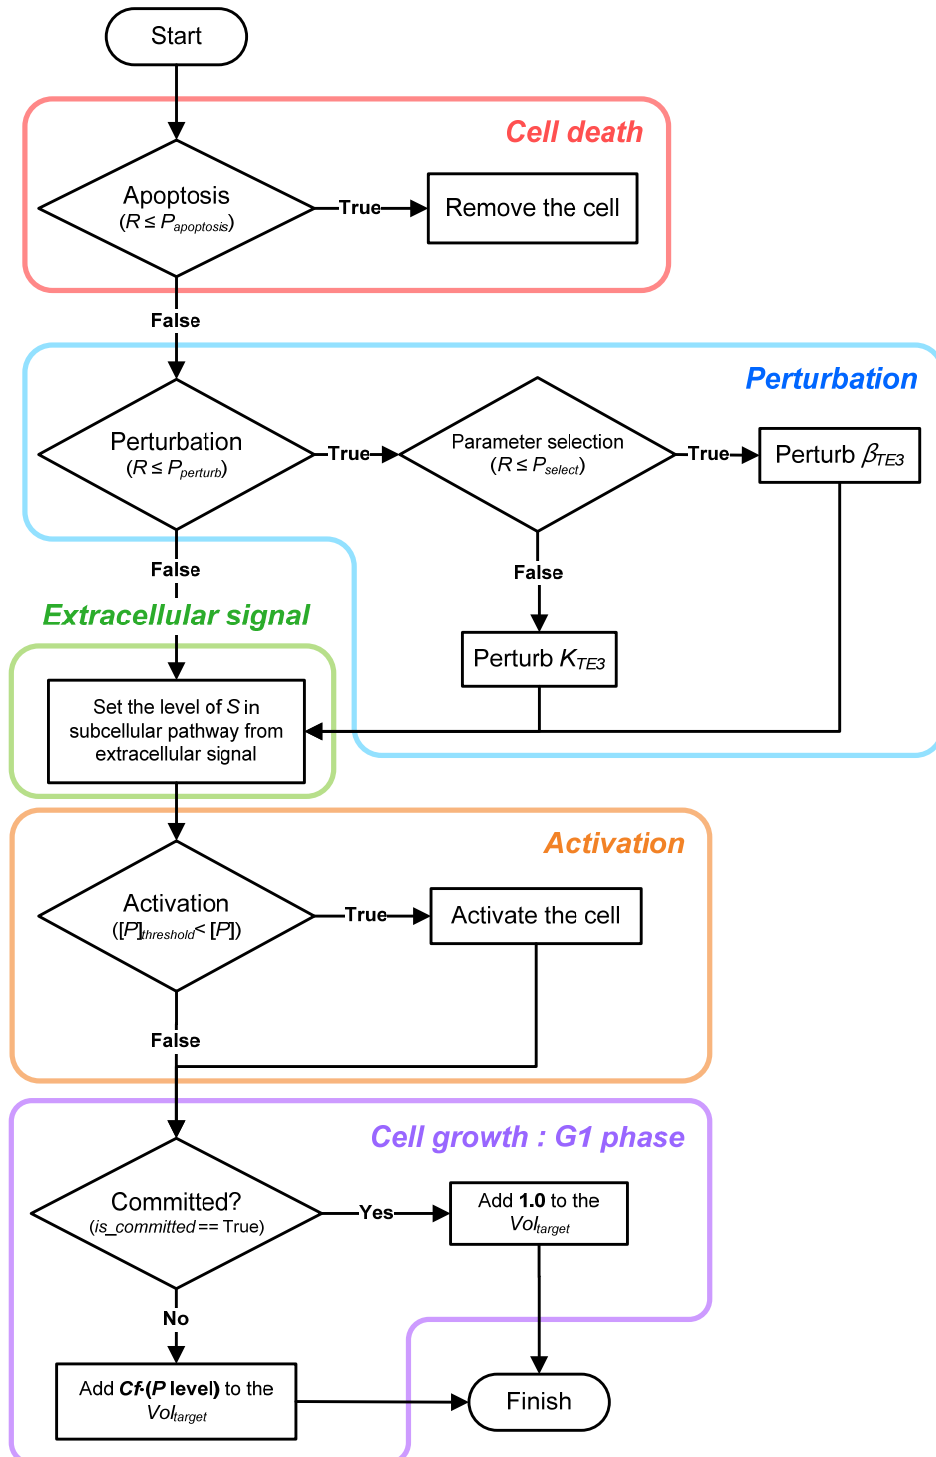 Start
Cell death
Apoptosis
(R ≤ Papoptosis)
True
Remove the cell
False
Perturbation
Perturbation
(R ≤ Pperturb)
True
Parameter selection
(R ≤ Pselect)
True
Perturb βTE3
False
False
Perturb KTE3
Extracellular signal
Set the level of S in
subcellular pathway from
extracellular signal
Activation
Activation
([P]threshold< [P])
True
Activate the cell
False
Cell growth : G1 phase
Committed?
(is_committed == True)
Yes
Add 1.0 to the
Voltarget
No
Add Cf·(P level) to the
Voltarget
Finish